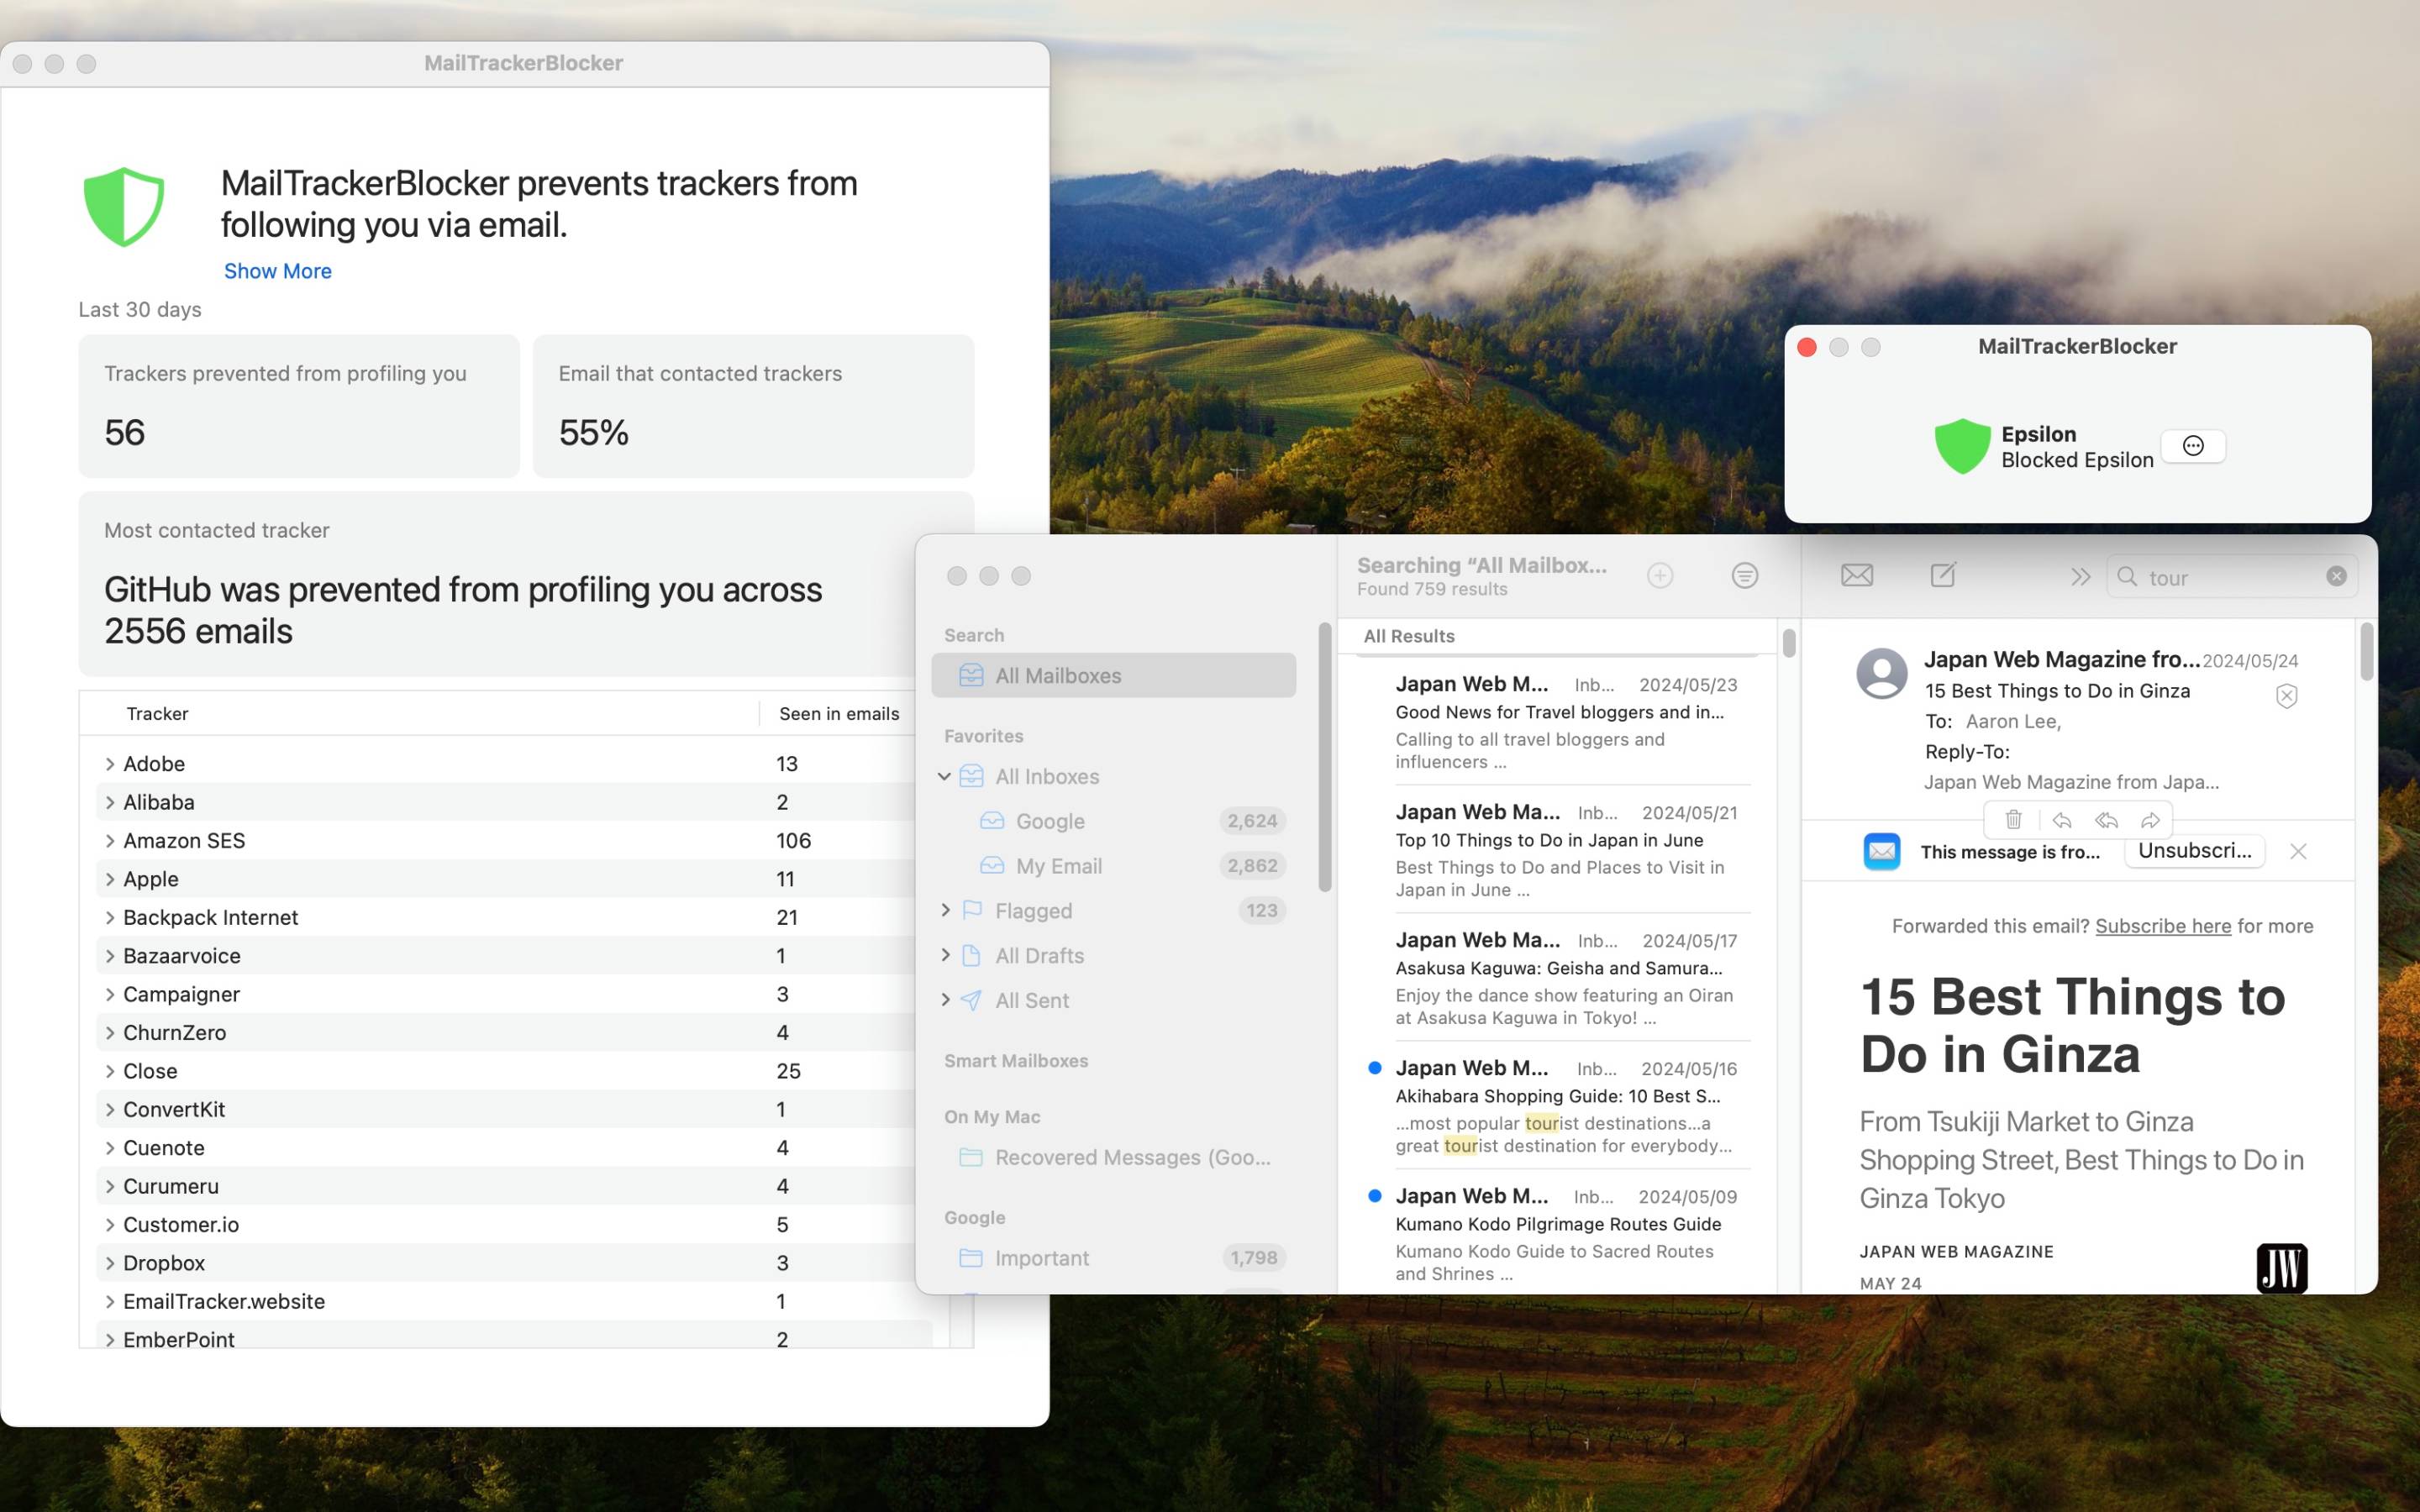 MailTrackerBlocker
MailTrackerBlocker prevents trackers from
following you via email.
Show More
Last 30 days
Trackers prevented from profiling you
56
Email that contacted trackers
55%
Most contacted tracker
GitHub was prevented from profiling you across
2556 emails
Tracker Seen in emails
Adobe 13
Alibaba 2
Amazon SES 106
Apple 11
Backpack Internet 21
Bazaarvoice 1
Campaigner 3
ChurnZero 4
Close 25
ConvertKit 1
Cuenote 4
Curumeru 4
Customer.io 5
Dropbox 3
EmailTracker.website 1
EmberPoint 2
MailTrackerBlocker
Epsilon
Blocked Epsilon
Search
All Mailboxes
Favorites
All Inboxes
Google 2,624
My Email 2,862
Flagged 123
All Drafts
All Sent
Smart Mailboxes
On My Mac
Recovered Messages (Goo...
Google
Important 1,798
Searching “All Mailbox...
Found 759 results
All Results
Japan Web M... Inb... 2024/05/23
Good News for Travel bloggers and in...
Calling to all travel bloggers and
influencers ...
Japan Web Ma... Inb... 2024/05/21
Top 10 Things to Do in Japan in June
Best Things to Do and Places to Visit in
Japan in June ...
Japan Web Ma... Inb... 2024/05/17
Asakusa Kaguwa: Geisha and Samura...
Enjoy the dance show featuring an Oiran
at Asakusa Kaguwa in Tokyo! ...
Japan Web M... Inb... 2024/05/16
Akihabara Shopping Guide: 10 Best S...
...most popular tourist destinations...a
great tourist destination for everybody...
Japan Web M... Inb... 2024/05/09
Kumano Kodo Pilgrimage Routes Guide
Kumano Kodo Guide to Sacred Routes
and Shrines ...
tour
Japan Web Magazine fro... 2024/05/24
15 Best Things to Do in Ginza
To: Aaron Lee,
Reply-To:
Japan Web Magazine from Japa...
This message is fro... Unsubscri...
Forwarded this email? Subscribe here for more
15 Best Things to
Do in Ginza
From Tsukiji Market to Ginza
Shopping Street, Best Things to Do in
Ginza Tokyo
JAPAN WEB MAGAZINE
MAY 24
JW